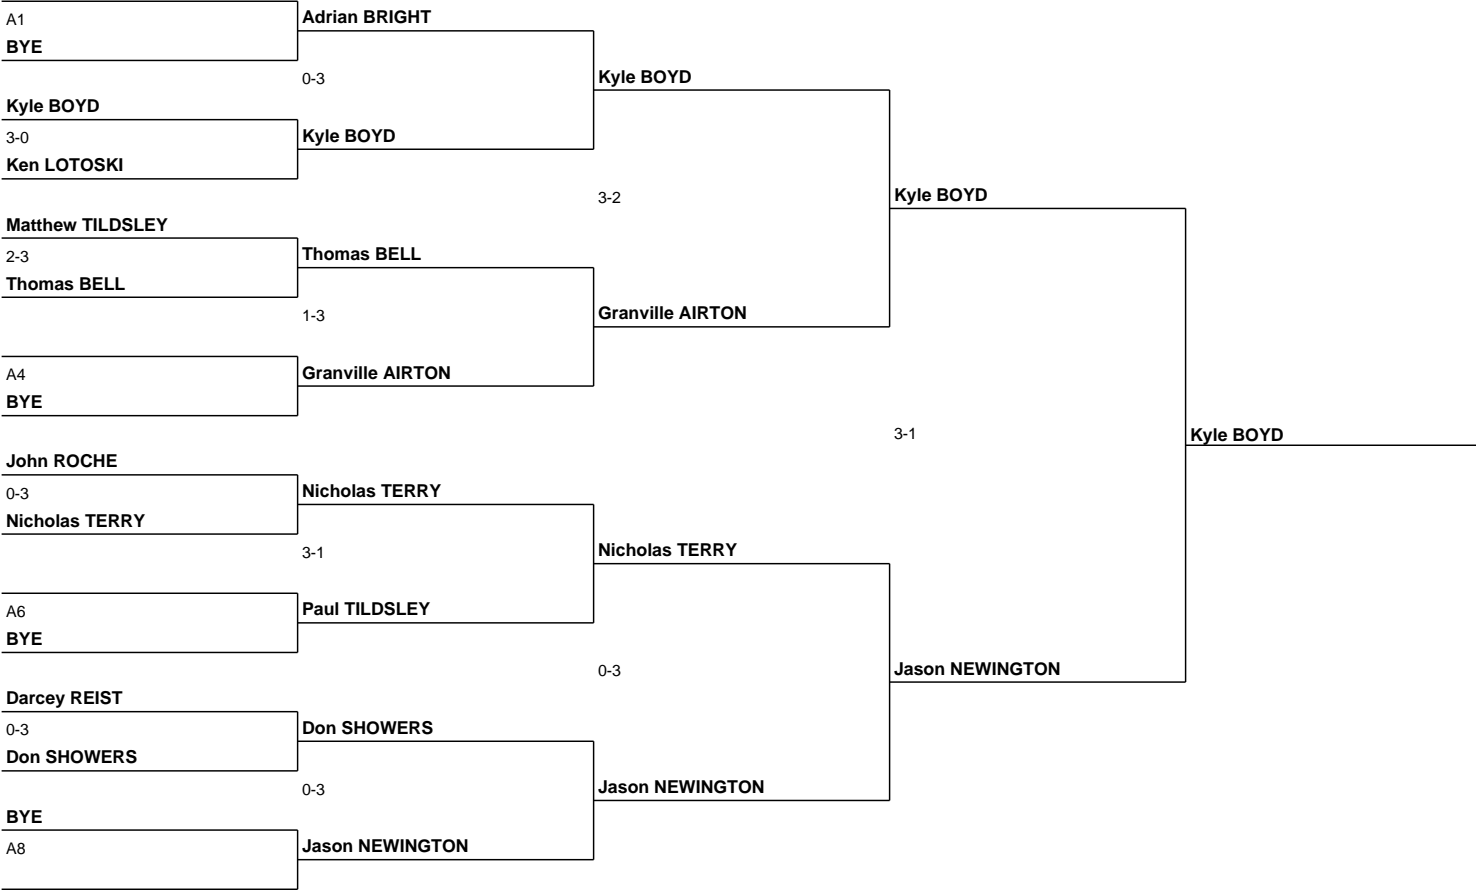 A1
BYE
Adrian BRIGHT
0-3
Kyle BOYD
Kyle BOYD
3-0
Ken LOTOSKI
Kyle BOYD
3-2
Kyle BOYD
Matthew TILDSLEY
2-3
Thomas BELL
Thomas BELL
1-3
Granville AIRTON
A4
BYE
Granville AIRTON
3-1
Kyle BOYD
John ROCHE
0-3
Nicholas TERRY
Nicholas TERRY
3-1
Nicholas TERRY
A6
BYE
Paul TILDSLEY
0-3
Jason NEWINGTON
Darcey REIST
0-3
Don SHOWERS
Don SHOWERS
0-3
Jason NEWINGTON
BYE
A8
Jason NEWINGTON